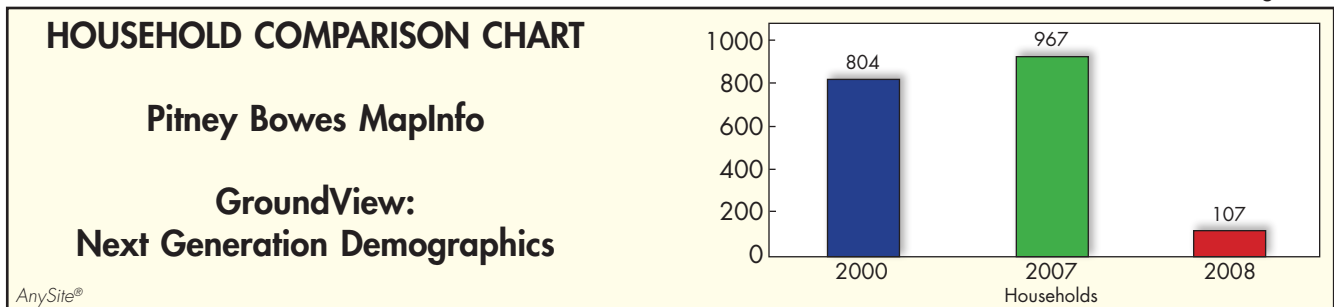 HOUSEHOLD COMPARISON CHART
Pitney Bowes MapInfo
GroundView:
Next Generation Demographics
AnySite®
1000
800
600
400
200
0
804
967
107
2000 2007 2008
Households